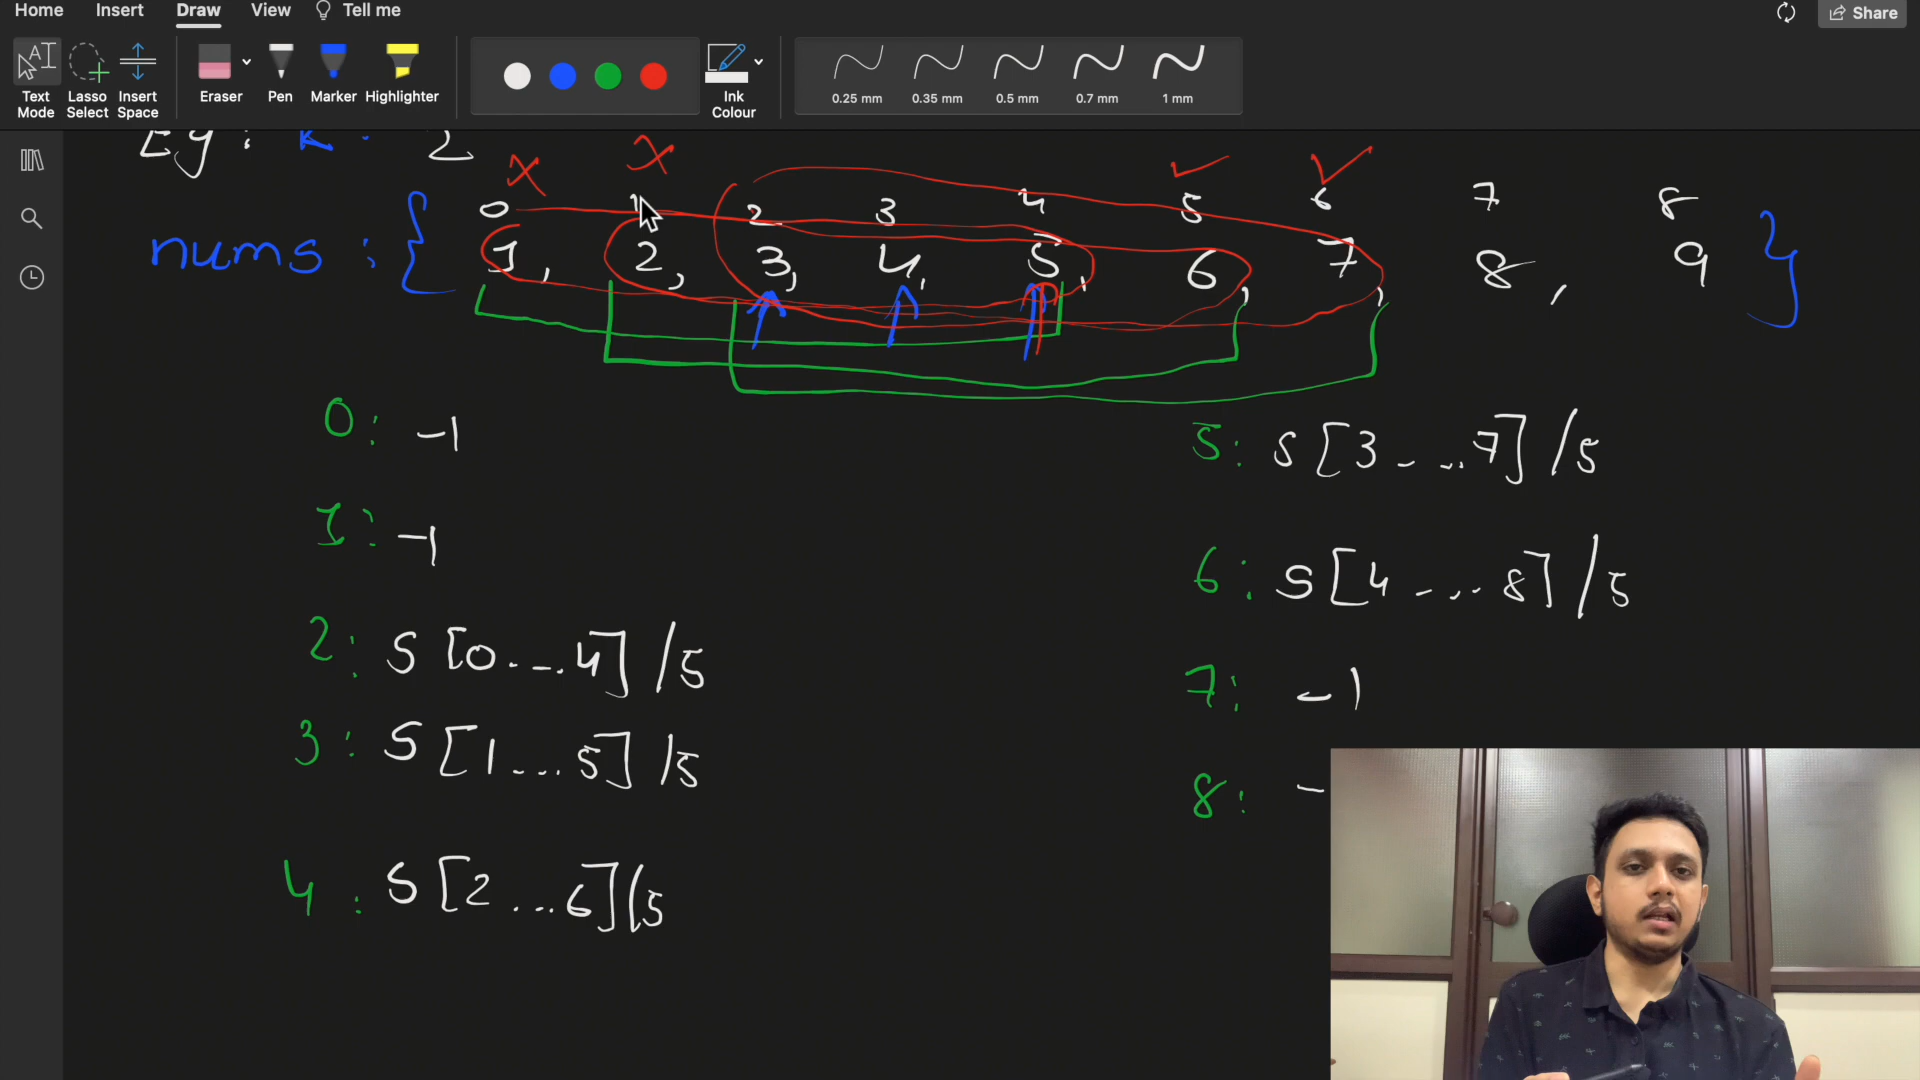 Home Insert Draw View Tell me Share
Text Mode Lasso Select Insert Space Eraser Pen Marker Highlighter Ink Colour 0.25 mm 0.35 mm 0.5 mm 0.7 mm 1 mm
Eg : K : 2
x x ✓ ✓
0 1 2 3 4 5 6 7 8
nums : { 1, 2, 3, 4, 5, 6, 7, 8, 9 }
0: -1
1: -1
2: S [0 - - . 4] /5
3: S [1 . - . . 5] /5
4: S [2 . . . 6] /5
5: S [3 - - . . 7] /5
6: S [4 - . . . 8] /5
7: -1
8: -